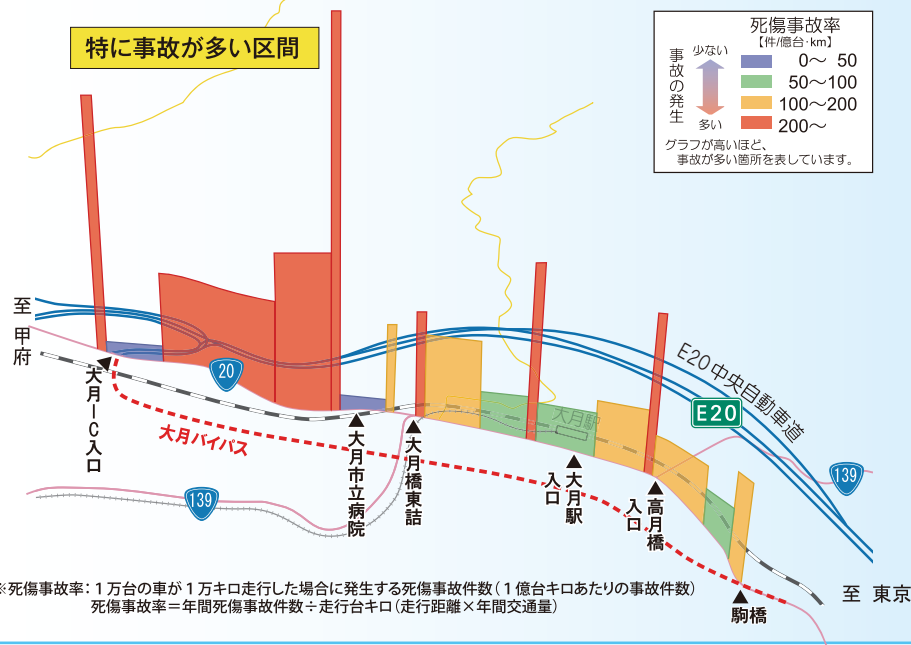 特に事故が多い区間
死傷事故率
【件/億台・km】
事故の発生
少ない
多い
0～ 50
50～100
100～200
200～
グラフが高いほど、
事故が多い箇所を表しています。
至 甲府
20
大月IC入口
大月バイパス
139
大月市立病院
大月橋東詰
大月駅
大月駅入口
高月橋入口
E20中央自動車道
E20
139
駒橋
至 東京
※死傷事故率：1万台の車が1万キロ走行した場合に発生する死傷事故件数（1億台キロあたりの事故件数）
死傷事故率＝年間死傷事故件数÷走行台キロ（走行距離×年間交通量）